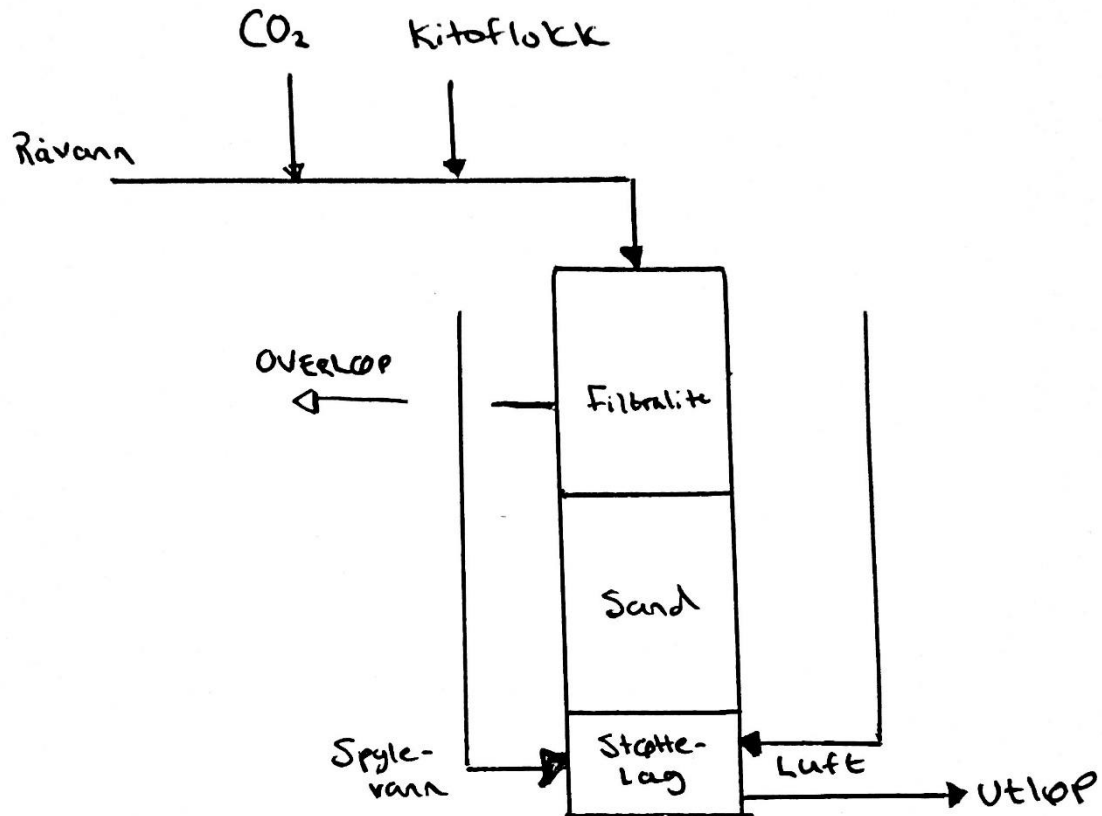 CO₂
Kitoflokk
Råvann
OVERLØP
Filtralite
Sand
Støtte-
Lag
Spyle-
vann
Luft
Utløp